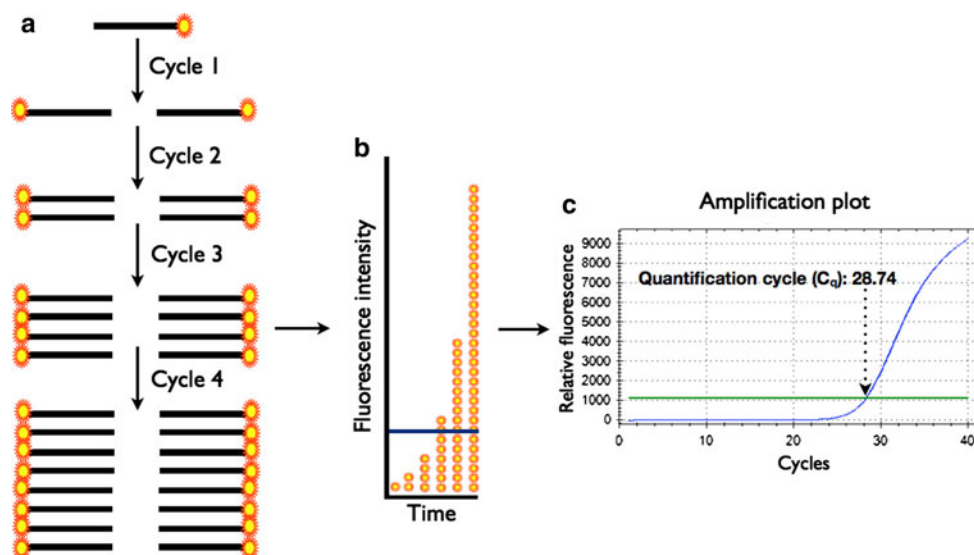 a
Cycle 1
Cycle 2
Cycle 3
Cycle 4
b
Fluorescence intensity
Time
c
Amplification plot
Relative fluorescence
9000
8000
7000
6000
5000
4000
3000
2000
1000
0
Quantification cycle (Cq): 28.74
0 10 20 30 40
Cycles